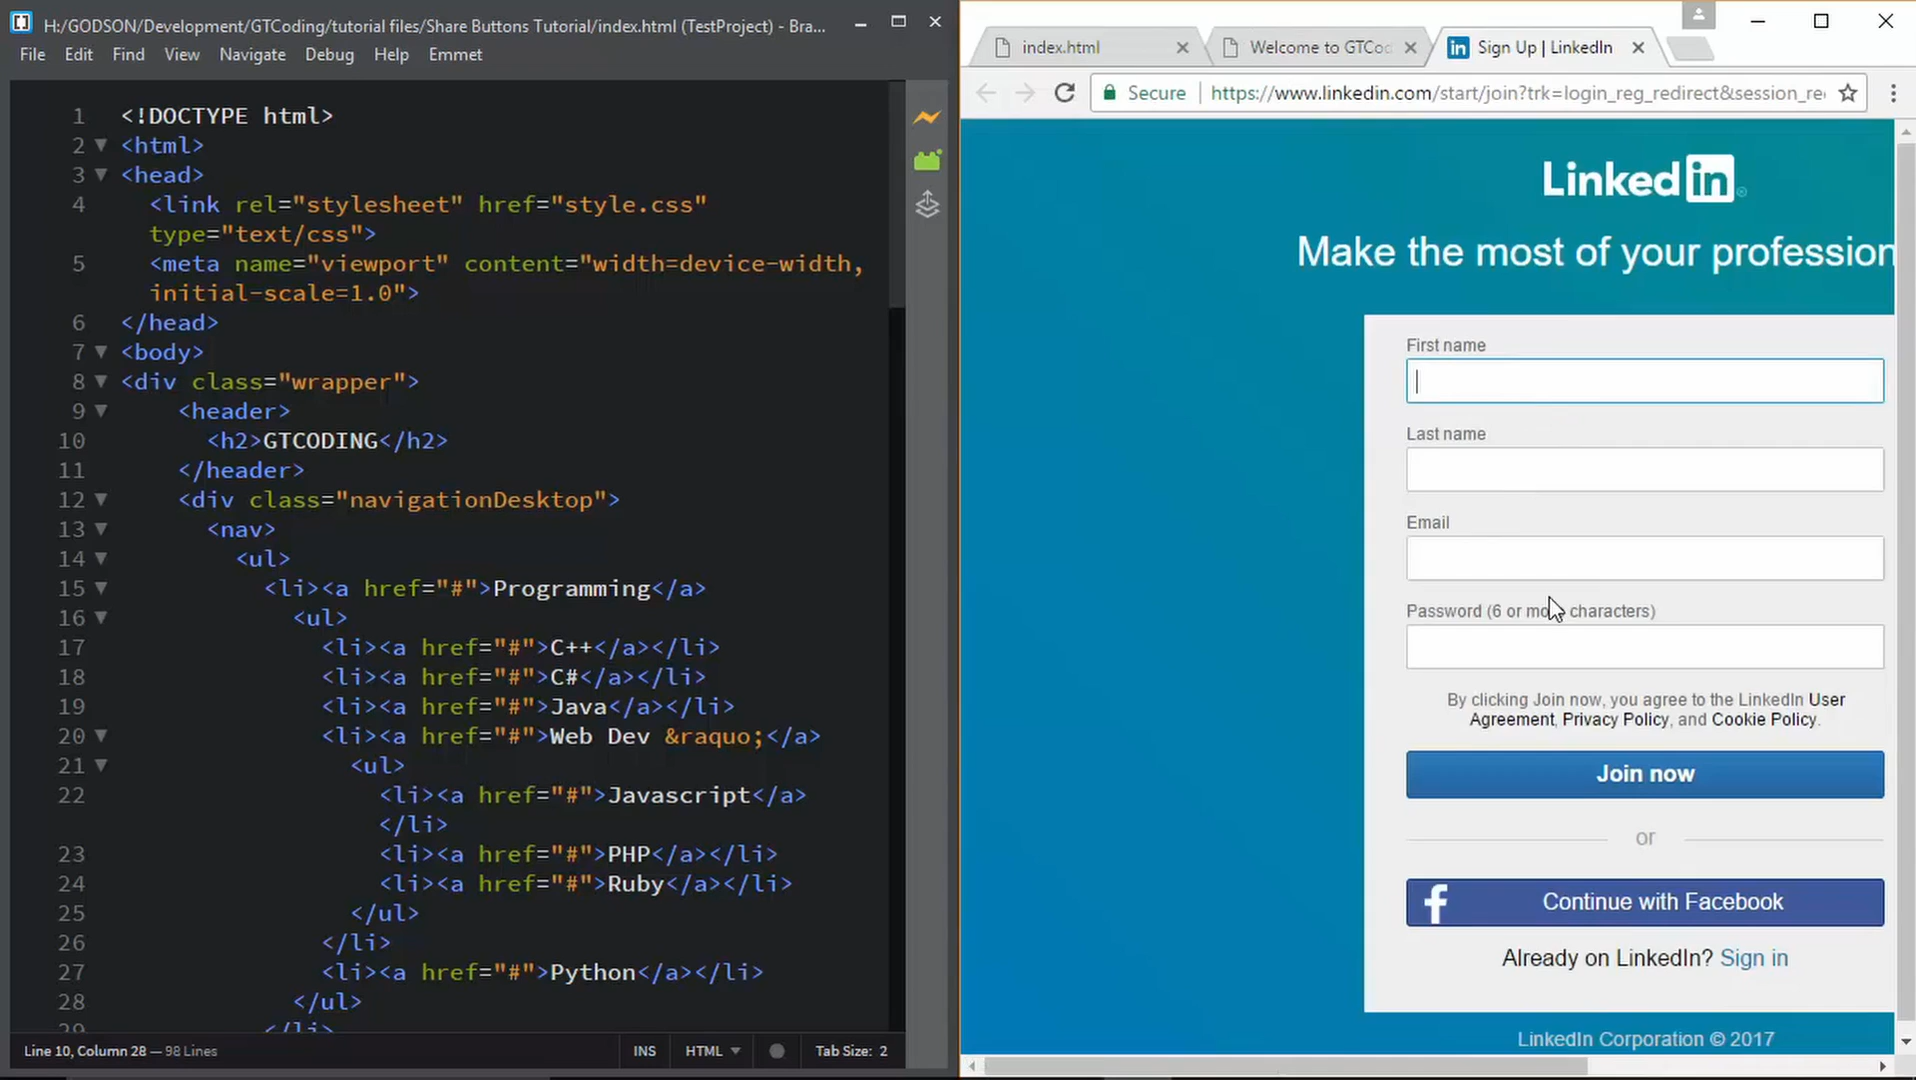 H:/GODSON/Development/GTCoding/tutorial files/Share Buttons Tutorial/index.html (TestProject) - Bra...
File Edit Find View Navigate Debug Help Emmet
1 <!DOCTYPE html>
2 <html>
3 <head>
4 <link rel="stylesheet" href="style.css"
type="text/css">
5 <meta name="viewport" content="width=device-width,
initial-scale=1.0">
6 </head>
7 <body>
8 <div class="wrapper">
9 <header>
10 <h2>GTCODING</h2>
11 </header>
12 <div class="navigationDesktop">
13 <nav>
14 <ul>
15 <li><a href="#">Programming</a>
16 <ul>
17 <li><a href="#">C++</a></li>
18 <li><a href="#">C#</a></li>
19 <li><a href="#">Java</a></li>
20 <li><a href="#">Web Dev &raquo;</a>
21 <ul>
22 <li><a href="#">Javascript</a>
</li>
23 <li><a href="#">PHP</a></li>
24 <li><a href="#">Ruby</a></li>
25 </ul>
26 </li>
27 <li><a href="#">Python</a></li>
28 </ul>
29 </li>
Line 10, Column 28 — 98 Lines
INS HTML Tab Size: 2
index.html
Welcome to GTCod
in Sign Up | LinkedIn
Secure https://www.linkedin.com/start/join?trk=login_reg_redirect&session_re
Linked in
Make the most of your profession
First name
Last name
Email
Password (6 or more characters)
By clicking Join now, you agree to the LinkedIn User
Agreement, Privacy Policy, and Cookie Policy.
Join now
or
f Continue with Facebook
Already on LinkedIn? Sign in
LinkedIn Corporation © 2017